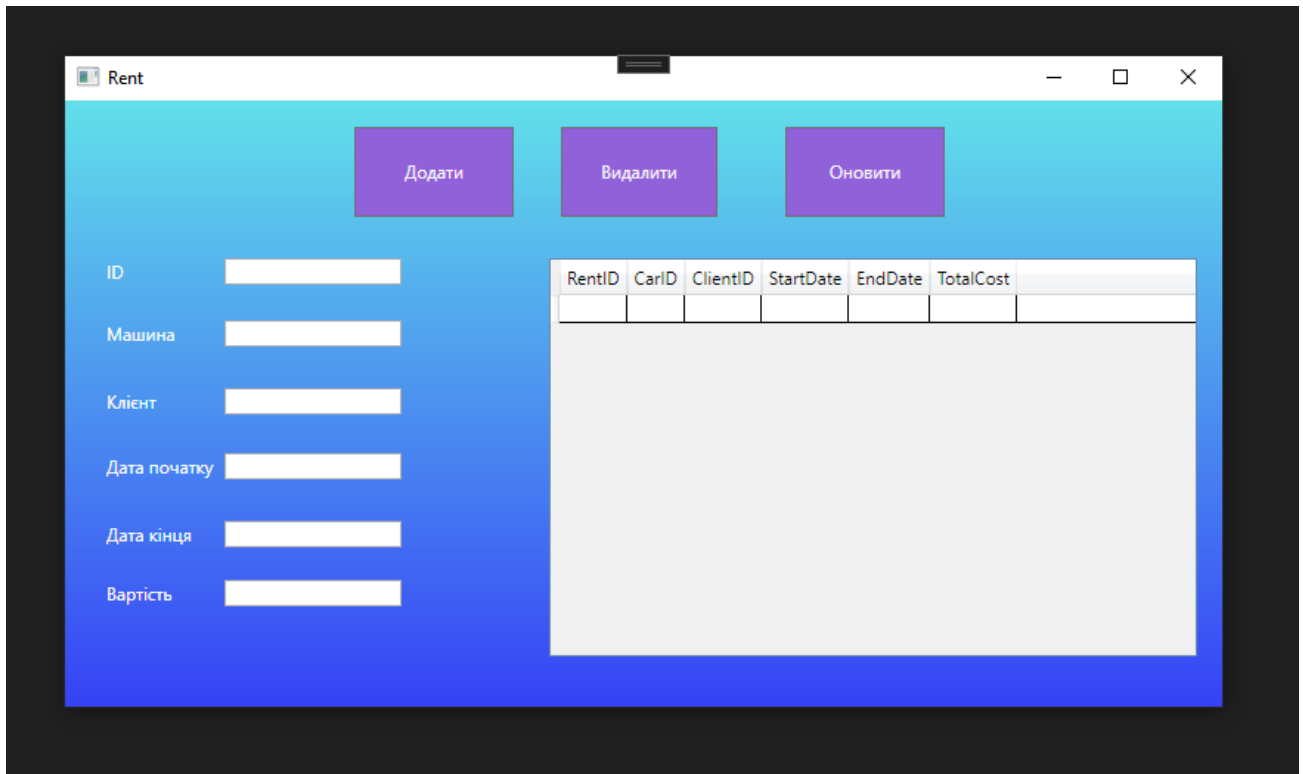 Rent
Додати Видалити Оновити
ID
RentID CarID ClientID StartDate EndDate TotalCost
Машина
Клієнт
Дата початку
Дата кінця
Вартість